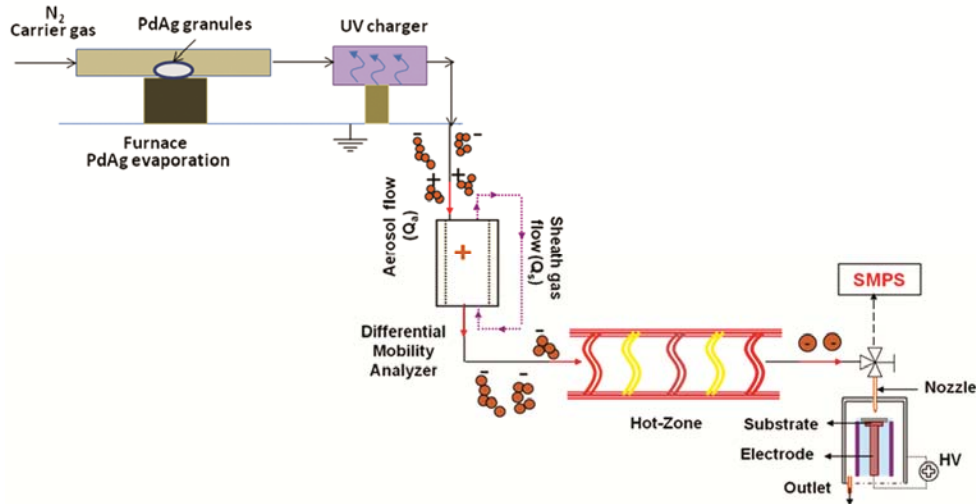 N₂
Carrier gas
PdAg granules
UV charger
Furnace
PdAg evaporation
Aerosol flow
(Qₐ)
Sheath gas
flow (Qₛ)
Differential
Mobility
Analyzer
Hot-Zone
SMPS
Nozzle
Substrate
Electrode
HV
Outlet